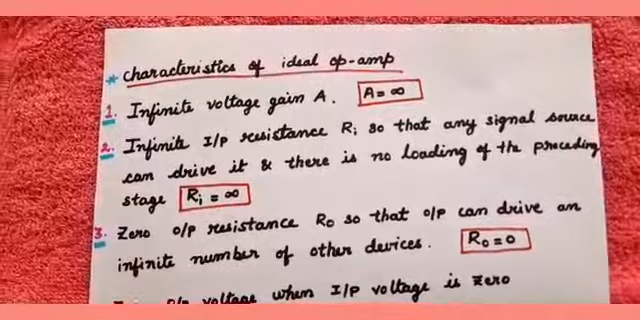 * characteristics of ideal op-amp
1. Infinite voltage gain A. A = ∞
2. Infinite I/P resistance Ri so that any signal source
can drive it & there is no loading of the preceding
stage Ri = ∞
3. Zero o/p resistance Ro so that o/p can drive an
infinite number of other devices. Ro = 0
o/p voltage when I/P voltage is zero